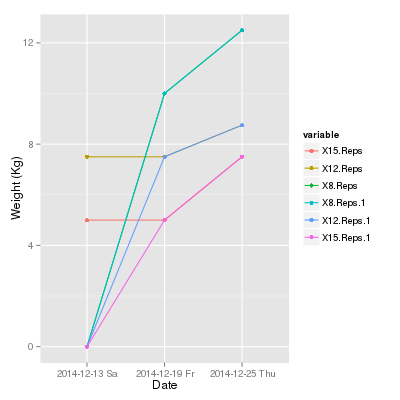 12
8
4
0
Weight (Kg)
2014-12-13 Sa
2014-12-19 Fr
2014-12-25 Thu
Date
variable
X15.Reps
X12.Reps
X8.Reps
X8.Reps.1
X12.Reps.1
X15.Reps.1